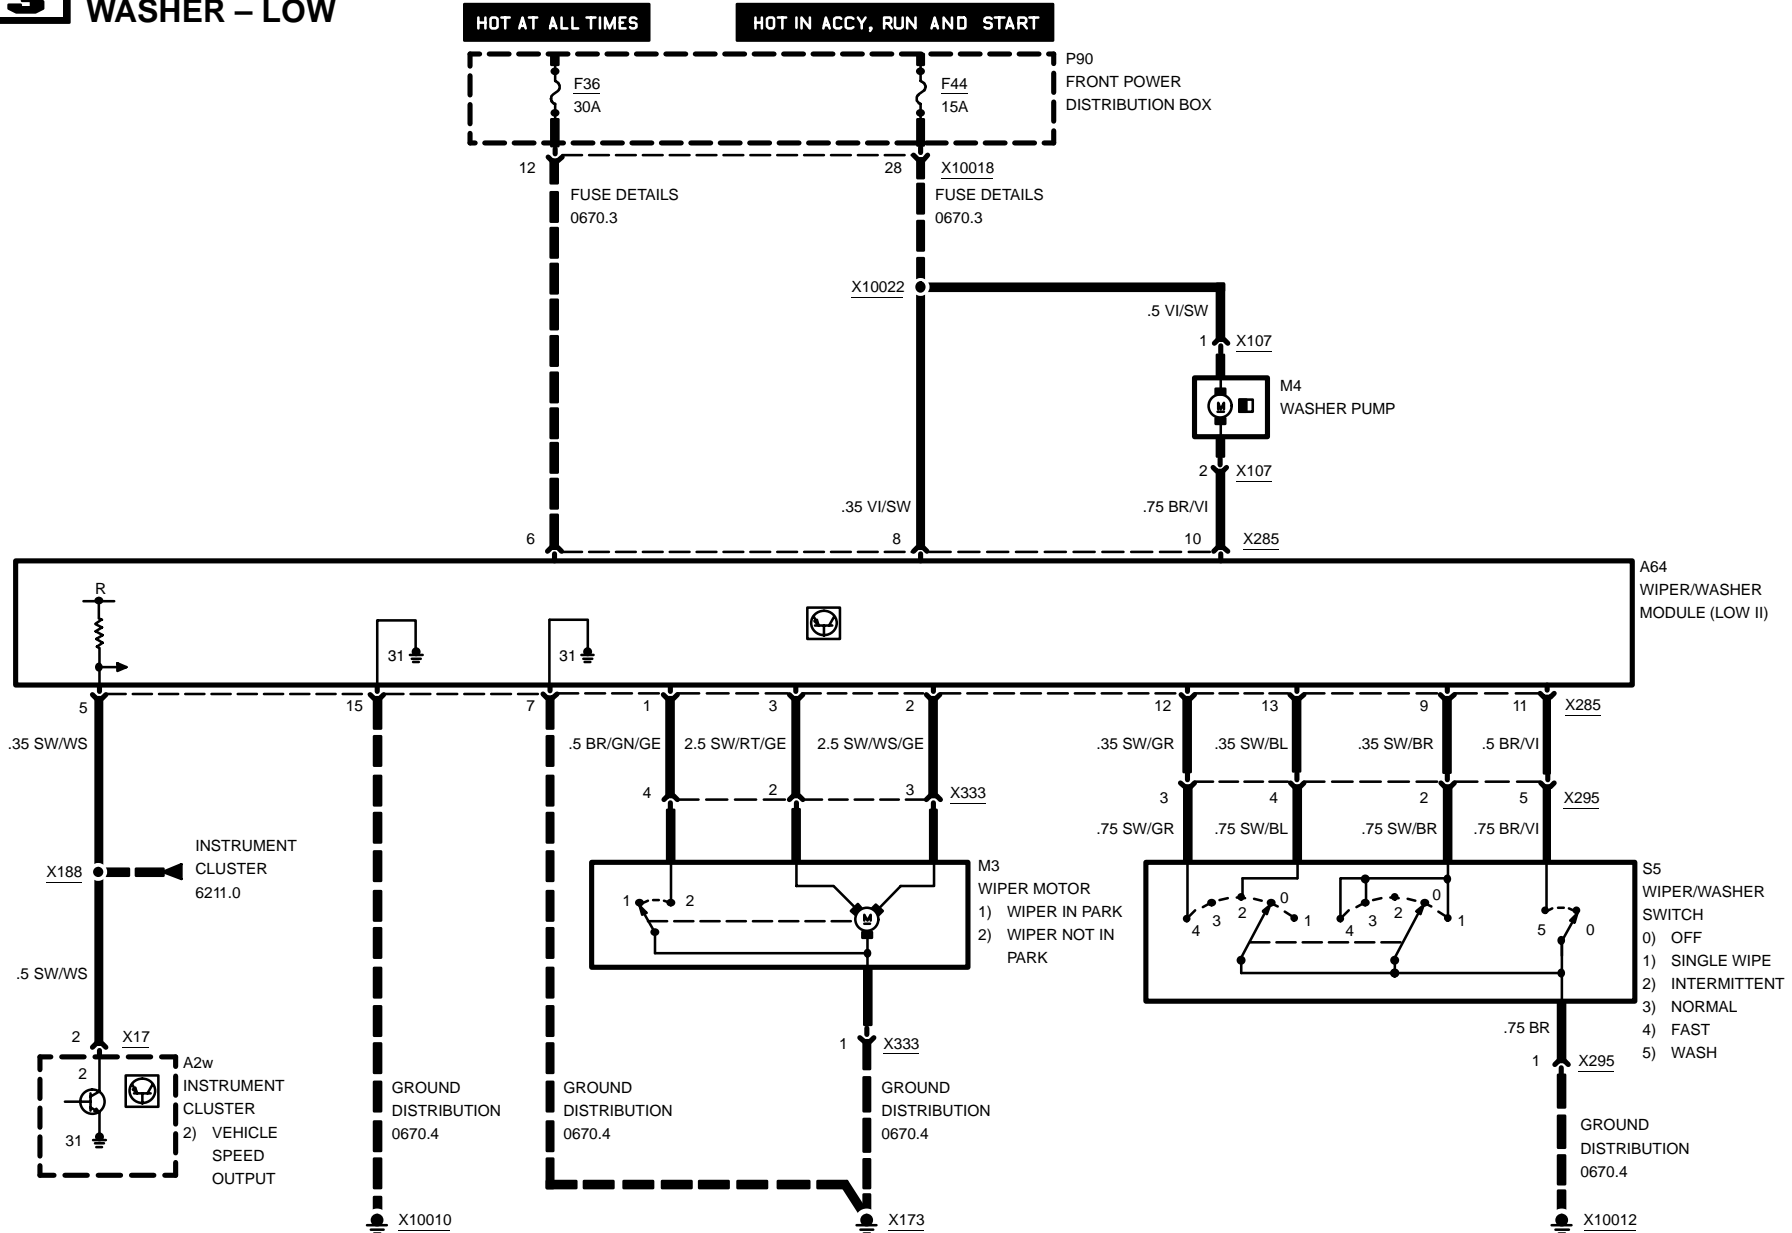 3
WASHER – LOW
HOT AT ALL TIMES
HOT IN ACCY, RUN AND START
P90
FRONT POWER
DISTRIBUTION BOX
F36
30A
F44
15A
12
28
X10018
FUSE DETAILS
0670.3
FUSE DETAILS
0670.3
X10022
.5 VI/SW
1
X107
M
M4
WASHER PUMP
2
X107
.35 VI/SW
.75 BR/VI
6
8
10
X285
A64
WIPER/WASHER
MODULE (LOW II)
R
31
31
5
15
7
1
3
2
12
13
9
11
X285
.35 SW/WS
.5 BR/GN/GE
2.5 SW/RT/GE
2.5 SW/WS/GE
.35 SW/GR
.35 SW/BL
.35 SW/BR
.5 BR/VI
4
2
3
X333
3
4
2
5
X295
.75 SW/GR
.75 SW/BL
.75 SW/BR
.75 BR/VI
INSTRUMENT
CLUSTER
6211.0
X188
1
2
M
M3
WIPER MOTOR
1) WIPER IN PARK
2) WIPER NOT IN
PARK
4
3
2
0
1
4
3
2
0
1
5
0
S5
WIPER/WASHER
SWITCH
0) OFF
1) SINGLE WIPE
2) INTERMITTENT
3) NORMAL
4) FAST
5) WASH
.5 SW/WS
2
X17
1
X333
.75 BR
1
X295
2
31
A2w
INSTRUMENT
CLUSTER
2) VEHICLE
SPEED
OUTPUT
GROUND
DISTRIBUTION
0670.4
GROUND
DISTRIBUTION
0670.4
GROUND
DISTRIBUTION
0670.4
GROUND
DISTRIBUTION
0670.4
X10010
X173
X10012